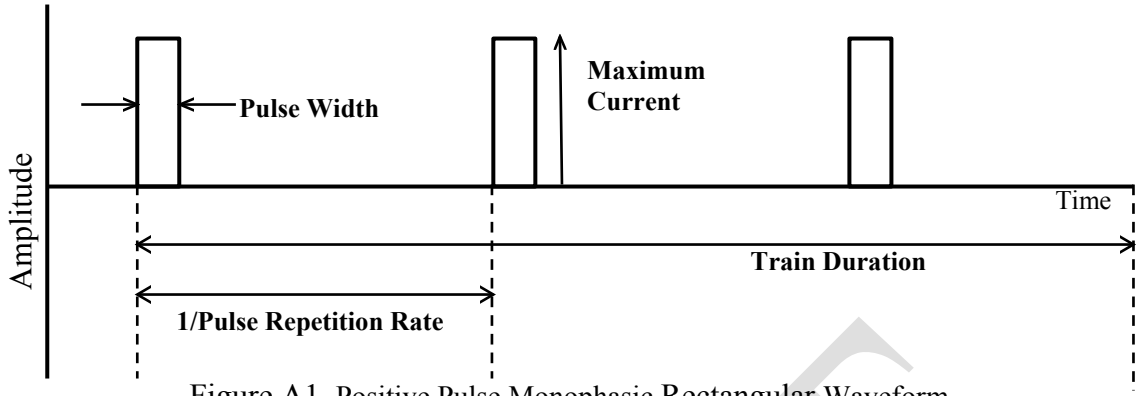 Maximum
Current
Pulse Width
Amplitude
Time
Train Duration
1/Pulse Repetition Rate
Figure A1. Positive Pulse Monophasic Rectangular Waveform